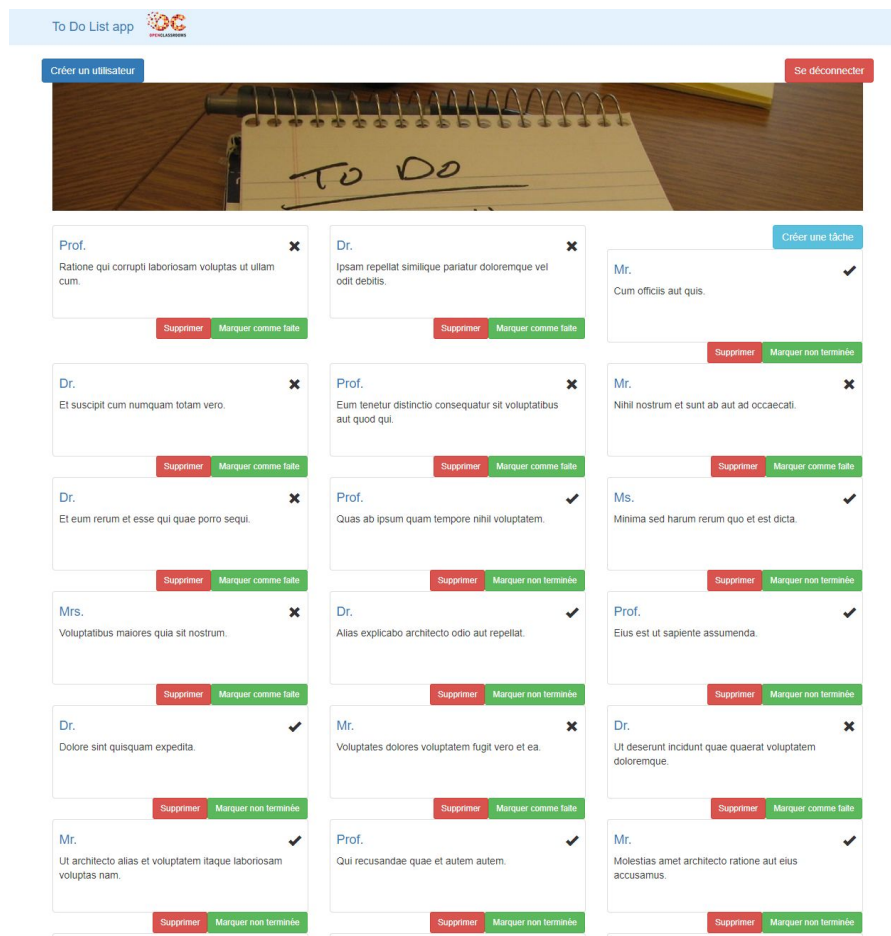 To Do List app
OPENCLASSROOMS
Créer un utilisateur
Se déconnecter
TO DO
Créer une tâche
Prof.
Ratione qui corrupti laboriosam voluptas ut ullam
cum.
Supprimer Marquer comme faite
Dr.
Ipsam repellat similique pariatur doloremque vel
odit debitis.
Supprimer Marquer comme faite
Mr.
Cum officiis aut quis.
Supprimer Marquer non terminée
Dr.
Et suscipit cum numquam totam vero.
Supprimer Marquer comme faite
Prof.
Eum tenetur distinctio consequatur sit voluptatibus
aut quod qui.
Supprimer Marquer comme faite
Mr.
Nihil nostrum et sunt ab aut ad occaecati.
Supprimer Marquer comme faite
Dr.
Et eum rerum et esse qui quae porro sequi.
Supprimer Marquer comme faite
Prof.
Quas ab ipsum quam tempore nihil voluptatem.
Supprimer Marquer non terminée
Ms.
Minima sed harum rerum quo et est dicta.
Supprimer Marquer non terminée
Mrs.
Voluptatibus maiores quia sit nostrum.
Supprimer Marquer comme faite
Dr.
Alias explicabo architecto odio aut repellat.
Supprimer Marquer non terminée
Prof.
Eius est ut sapiente assumenda.
Supprimer Marquer non terminée
Dr.
Dolore sint quisquam expedita.
Supprimer Marquer non terminée
Mr.
Voluptates dolores voluptatem fugit vero et ea.
Supprimer Marquer comme faite
Dr.
Ut deserunt incidunt quae quaerat voluptatem
doloremque.
Supprimer Marquer comme faite
Mr.
Ut architecto alias et voluptatem itaque laboriosam
voluptas nam.
Supprimer Marquer non terminée
Prof.
Qui recusandae quae et autem autem.
Supprimer Marquer non terminée
Mr.
Molestias amet architecto ratione aut eius
accusamus.
Supprimer Marquer non terminée